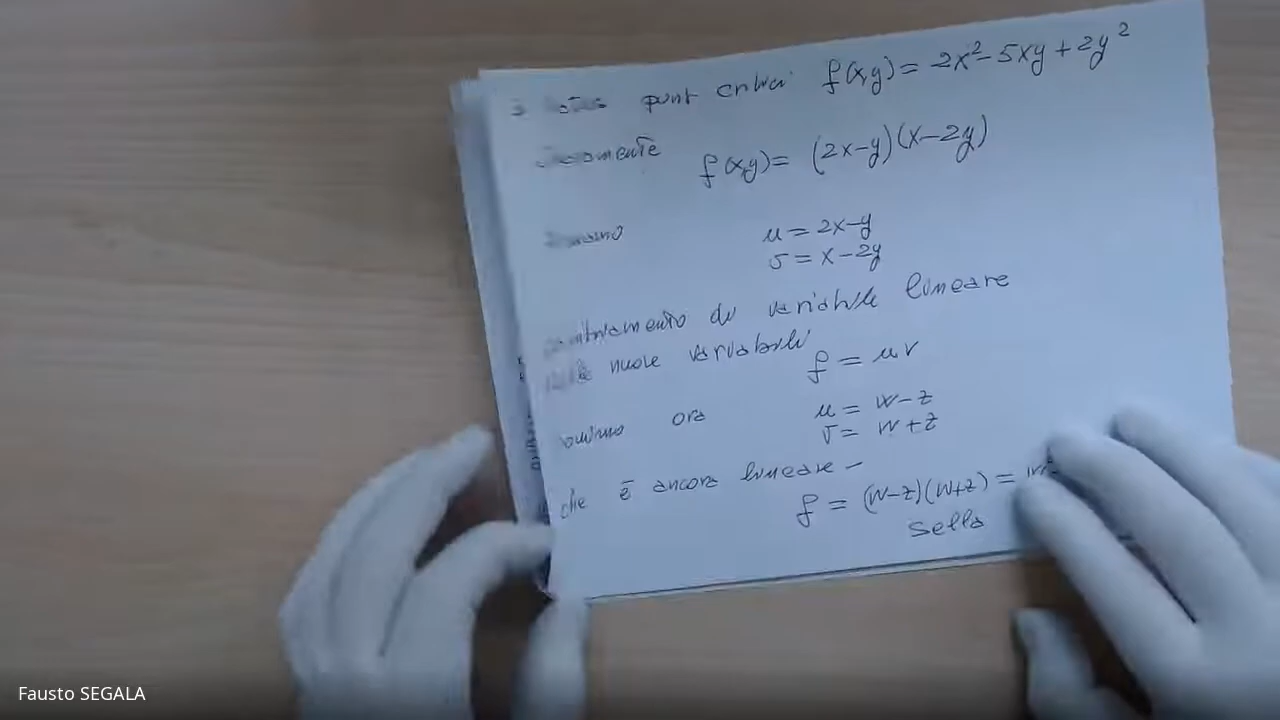 punti critici f(x,y) = 2x² - 5xy + 2y²
f(x,y) = (2x-y)(x-2y)
u = 2x-y
v = x-2y
di variabile lineare
nuove variabili
f = uv
ora u = w-z
v = w+z
che è ancora lineare -
f = (w-z)(w+z) =
Sella
Fausto SEGALA